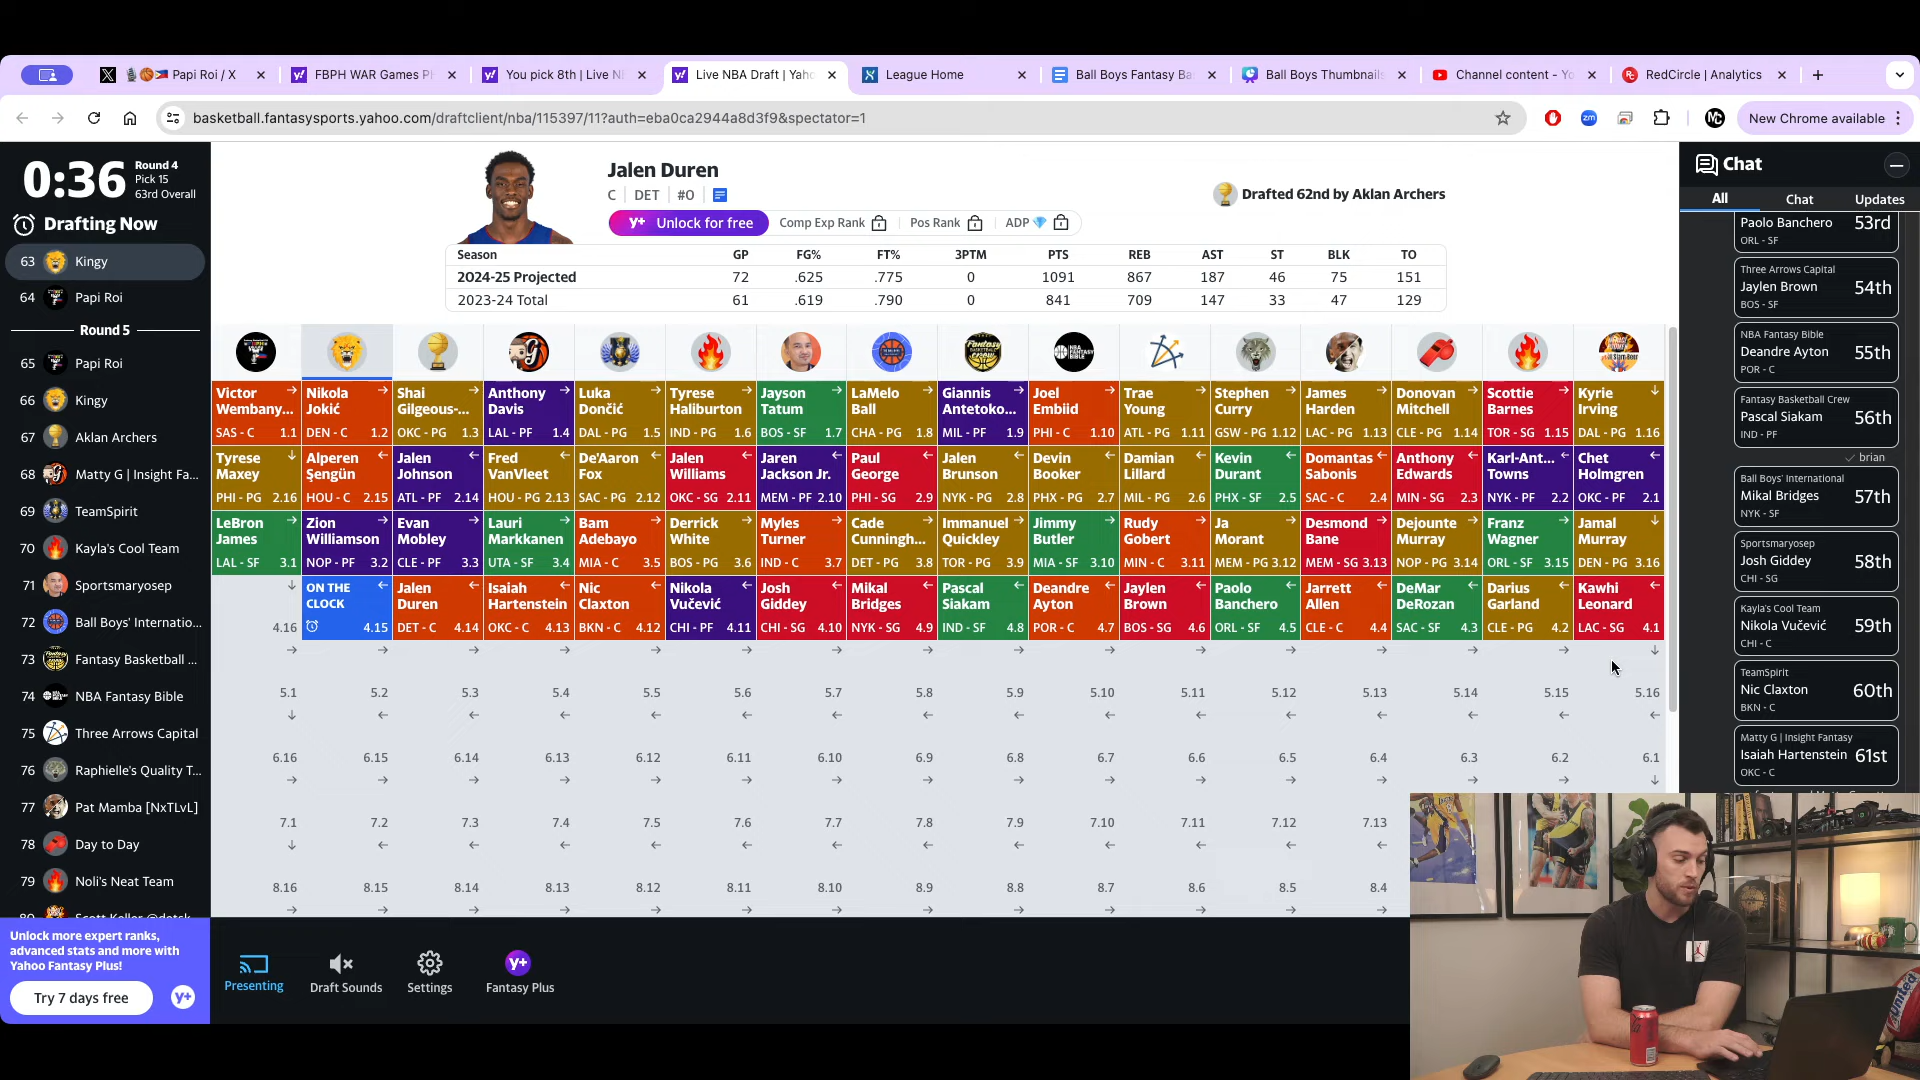 Papi Roi / X
FBPH WAR Games P
You pick 8th | Live N
Live NBA Draft | Yaho
League Home
Ball Boys Fantasy Ba
Ball Boys Thumbnails
Channel content - Yo
RedCircle | Analytics
basketball.fantasysports.yahoo.com/draftclient/nba/115397/11?auth=eba0ca2944a8d3f9&spectator=1
New Chrome available
0:36
Round 4
Pick 15
63rd Overall
Drafting Now
63 Kingy
64 Papi Roi
Round 5
65 Papi Roi
66 Kingy
67 Aklan Archers
68 Matty G | Insight Fa...
69 TeamSpirit
70 Kayla's Cool Team
71 Sportsmaryosep
72 Ball Boys' Internatio...
73 Fantasy Basketball ...
74 NBA Fantasy Bible
75 Three Arrows Capital
76 Raphielle's Quality T...
77 Pat Mamba [NxTLvL]
78 Day to Day
79 Noli's Neat Team
Unlock more expert ranks,
advanced stats and more with
Yahoo Fantasy Plus!
Try 7 days free
y+
Jalen Duren
C | DET | #0
Drafted 62nd by Aklan Archers
y+ Unlock for free
Comp Exp Rank
Pos Rank
ADP
Season GP FG% FT% 3PTM PTS REB AST ST BLK TO
2024-25 Projected 72 .625 .775 0 1091 867 187 46 75 151
2023-24 Total 61 .619 .790 0 841 709 147 33 47 129
Victor Wembany... SAS - C 1.1
Nikola Jokić DEN - C 1.2
Shai Gilgeous-... OKC - PG 1.3
Anthony Davis LAL - PF 1.4
Luka Dončić DAL - PG 1.5
Tyrese Haliburton IND - PG 1.6
Jayson Tatum BOS - SF 1.7
LaMelo Ball CHA - PG 1.8
Giannis Antetoko... MIL - PF 1.9
Joel Embiid PHI - C 1.10
Trae Young ATL - PG 1.11
Stephen Curry GSW - PG 1.12
James Harden LAC - PG 1.13
Donovan Mitchell CLE - PG 1.14
Scottie Barnes TOR - SG 1.15
Kyrie Irving DAL - PG 1.16
Tyrese Maxey PHI - PG 2.16
Alperen Şengün HOU - C 2.15
Jalen Johnson ATL - PF 2.14
Fred VanVleet HOU - PG 2.13
De'Aaron Fox SAC - PG 2.12
Jalen Williams OKC - SG 2.11
Jaren Jackson Jr. MEM - PF 2.10
Paul George PHI - SG 2.9
Jalen Brunson NYK - PG 2.8
Devin Booker PHX - PG 2.7
Damian Lillard MIL - PG 2.6
Kevin Durant PHX - SF 2.5
Domantas Sabonis SAC - C 2.4
Anthony Edwards MIN - SG 2.3
Karl-Ant... Towns NYK - PF 2.2
Chet Holmgren OKC - PF 2.1
LeBron James LAL - SF 3.1
Zion Williamson NOP - PF 3.2
Evan Mobley CLE - PF 3.3
Lauri Markkanen UTA - SF 3.4
Bam Adebayo MIA - C 3.5
Derrick White BOS - PG 3.6
Myles Turner IND - C 3.7
Cade Cunningh... DET - PG 3.8
Immanuel Quickley TOR - PG 3.9
Jimmy Butler MIA - SF 3.10
Rudy Gobert MIN - C 3.11
Ja Morant MEM - PG 3.12
Desmond Bane MEM - SG 3.13
Dejounte Murray NOP - PG 3.14
Franz Wagner ORL - SF 3.15
Jamal Murray DEN - PG 3.16
4.16
ON THE CLOCK 4.15
Jalen Duren DET - C 4.14
Isaiah Hartenstein OKC - C 4.13
Nic Claxton BKN - C 4.12
Nikola Vučević CHI - PF 4.11
Josh Giddey CHI - SG 4.10
Mikal Bridges NYK - SG 4.9
Pascal Siakam IND - SF 4.8
Deandre Ayton POR - C 4.7
Jaylen Brown BOS - SG 4.6
Paolo Banchero ORL - SF 4.5
Jarrett Allen CLE - C 4.4
DeMar DeRozan SAC - SF 4.3
Darius Garland CLE - PG 4.2
Kawhi Leonard LAC - SG 4.1
5.1 5.2 5.3 5.4 5.5 5.6 5.7 5.8 5.9 5.10 5.11 5.12 5.13 5.14 5.15 5.16
6.16 6.15 6.14 6.13 6.12 6.11 6.10 6.9 6.8 6.7 6.6 6.5 6.4 6.3 6.2 6.1
7.1 7.2 7.3 7.4 7.5 7.6 7.7 7.8 7.9 7.10 7.11 7.12 7.13
8.16 8.15 8.14 8.13 8.12 8.11 8.10 8.9 8.8 8.7 8.6 8.5 8.4
Presenting
Draft Sounds
Settings
Fantasy Plus
Chat
All Chat Updates
Paolo Banchero 53rd
ORL - SF
Three Arrows Capital
Jaylen Brown 54th
BOS - SF
NBA Fantasy Bible
Deandre Ayton 55th
POR - C
Fantasy Basketball Crew
Pascal Siakam 56th
IND - PF
brian
Ball Boys' International
Mikal Bridges 57th
NYK - SF
Sportsmaryosep
Josh Giddey 58th
CHI - SG
Kayla's Cool Team
Nikola Vučević 59th
CHI - C
TeamSpirit
Nic Claxton 60th
BKN - C
Matty G | Insight Fantasy
Isaiah Hartenstein 61st
OKC - C